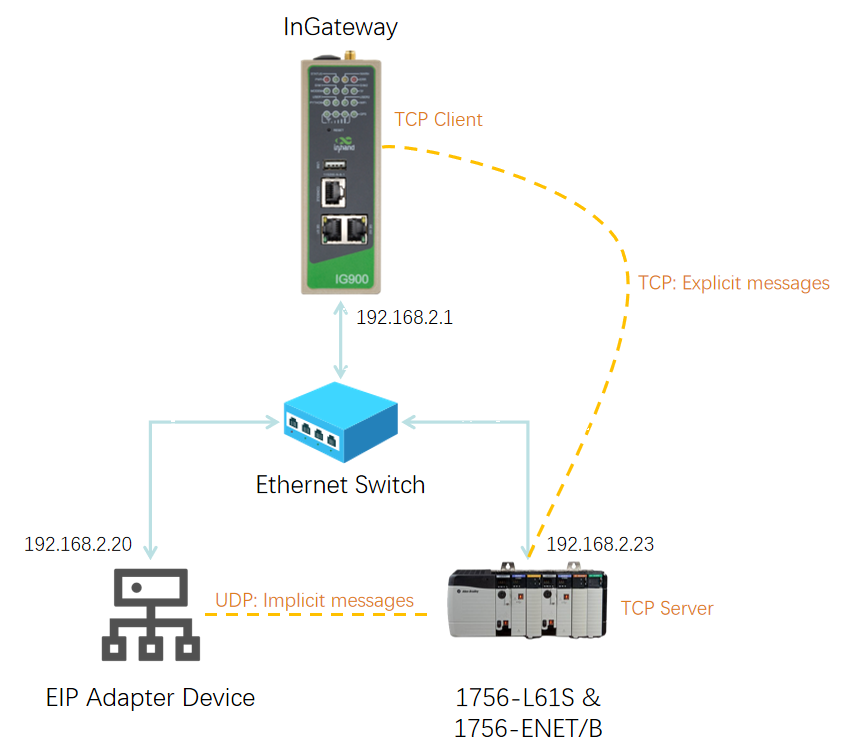 InGateway
TCP Client
inhand
IG900
TCP: Explicit messages
192.168.2.1
Ethernet Switch
192.168.2.20
192.168.2.23
UDP: Implicit messages
TCP Server
EIP Adapter Device
1756-L61S &
1756-ENET/B